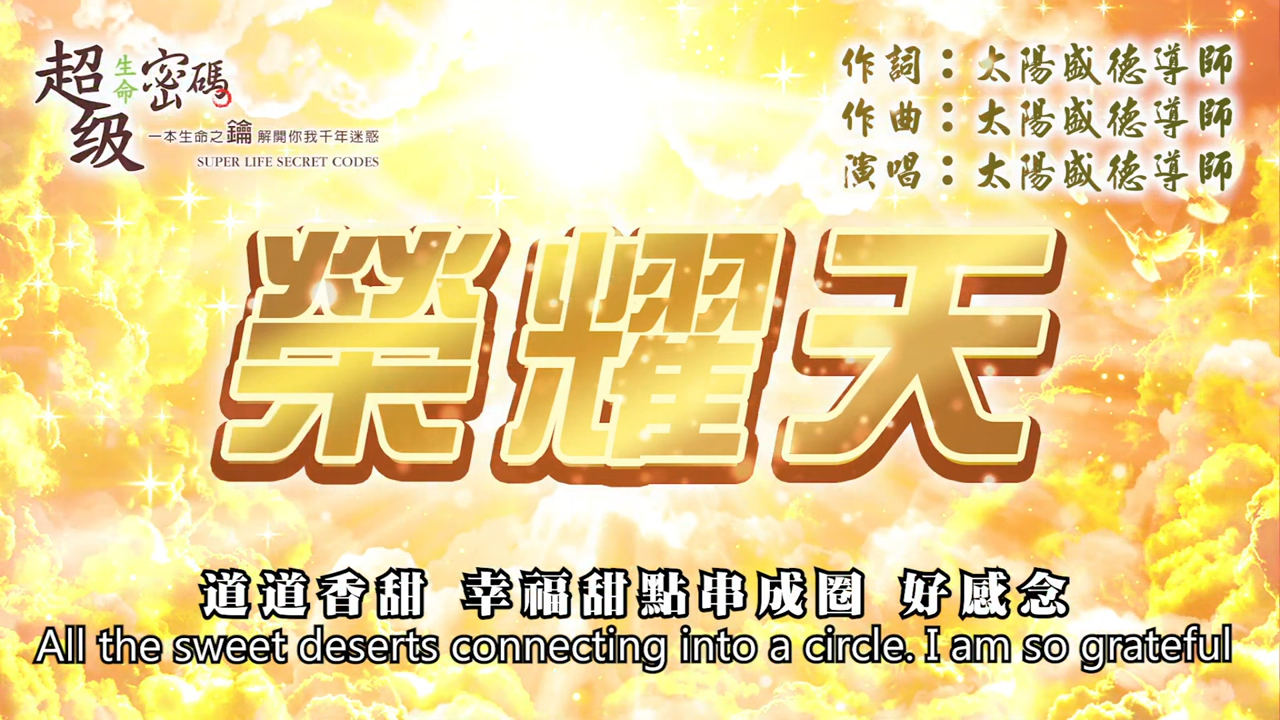 超级生命密碼
一本生命之鑰解開你我千年迷惑
SUPER LIFE SECRET CODES
作詞：太陽盛德導師
作曲：太陽盛德導師
演唱：太陽盛德導師
榮耀天
道道香甜 幸福甜點串成圈 好感念
All the sweet deserts connecting into a circle. I am so grateful